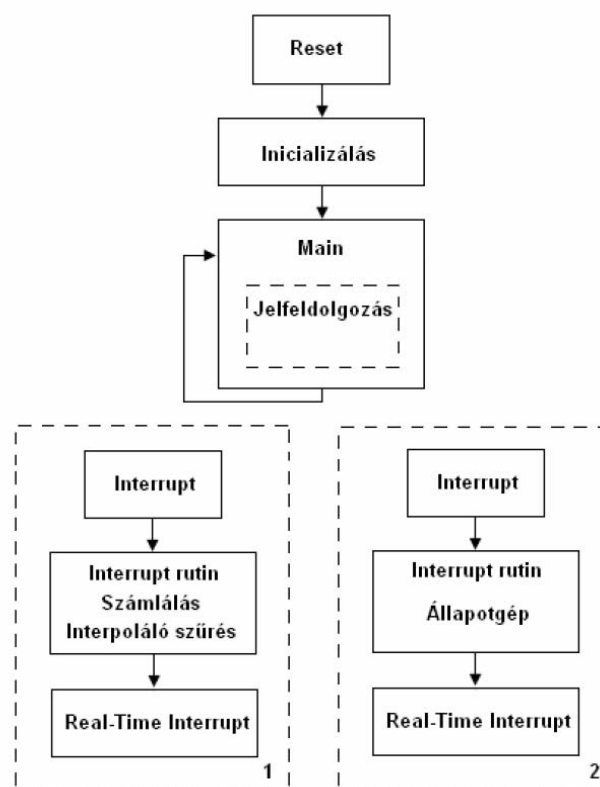 Reset
Inicializálás
Main
Jelfeldolgozás
Interrupt
Interrupt rutin
Számlálás
Interpoláló szűrés
Real-Time Interrupt
1
Interrupt
Interrupt rutin
Állapotgép
Real-Time Interrupt
2